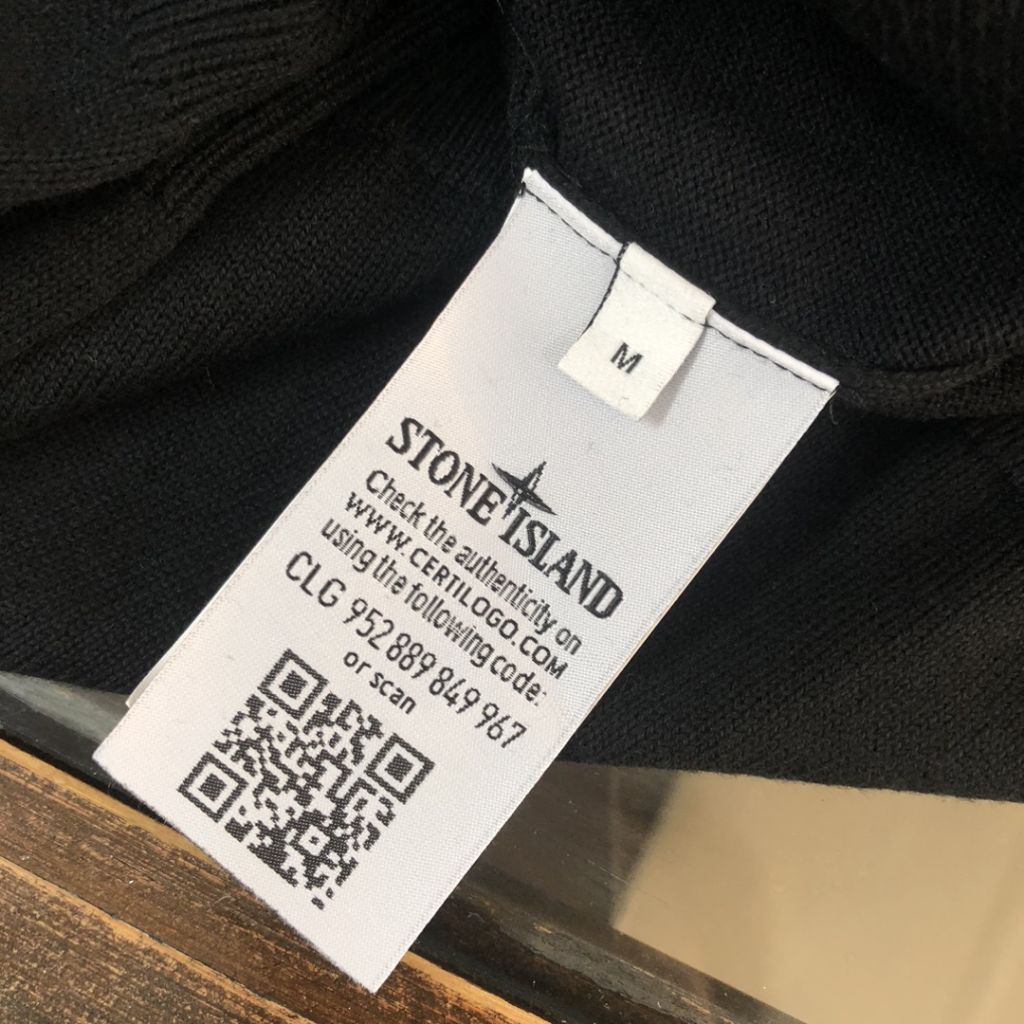 M
STONE ISLAND
Check the authenticity on
WWW.CERTILOGO.COM
using the following code:
CLG 952 889 849 967
or scan